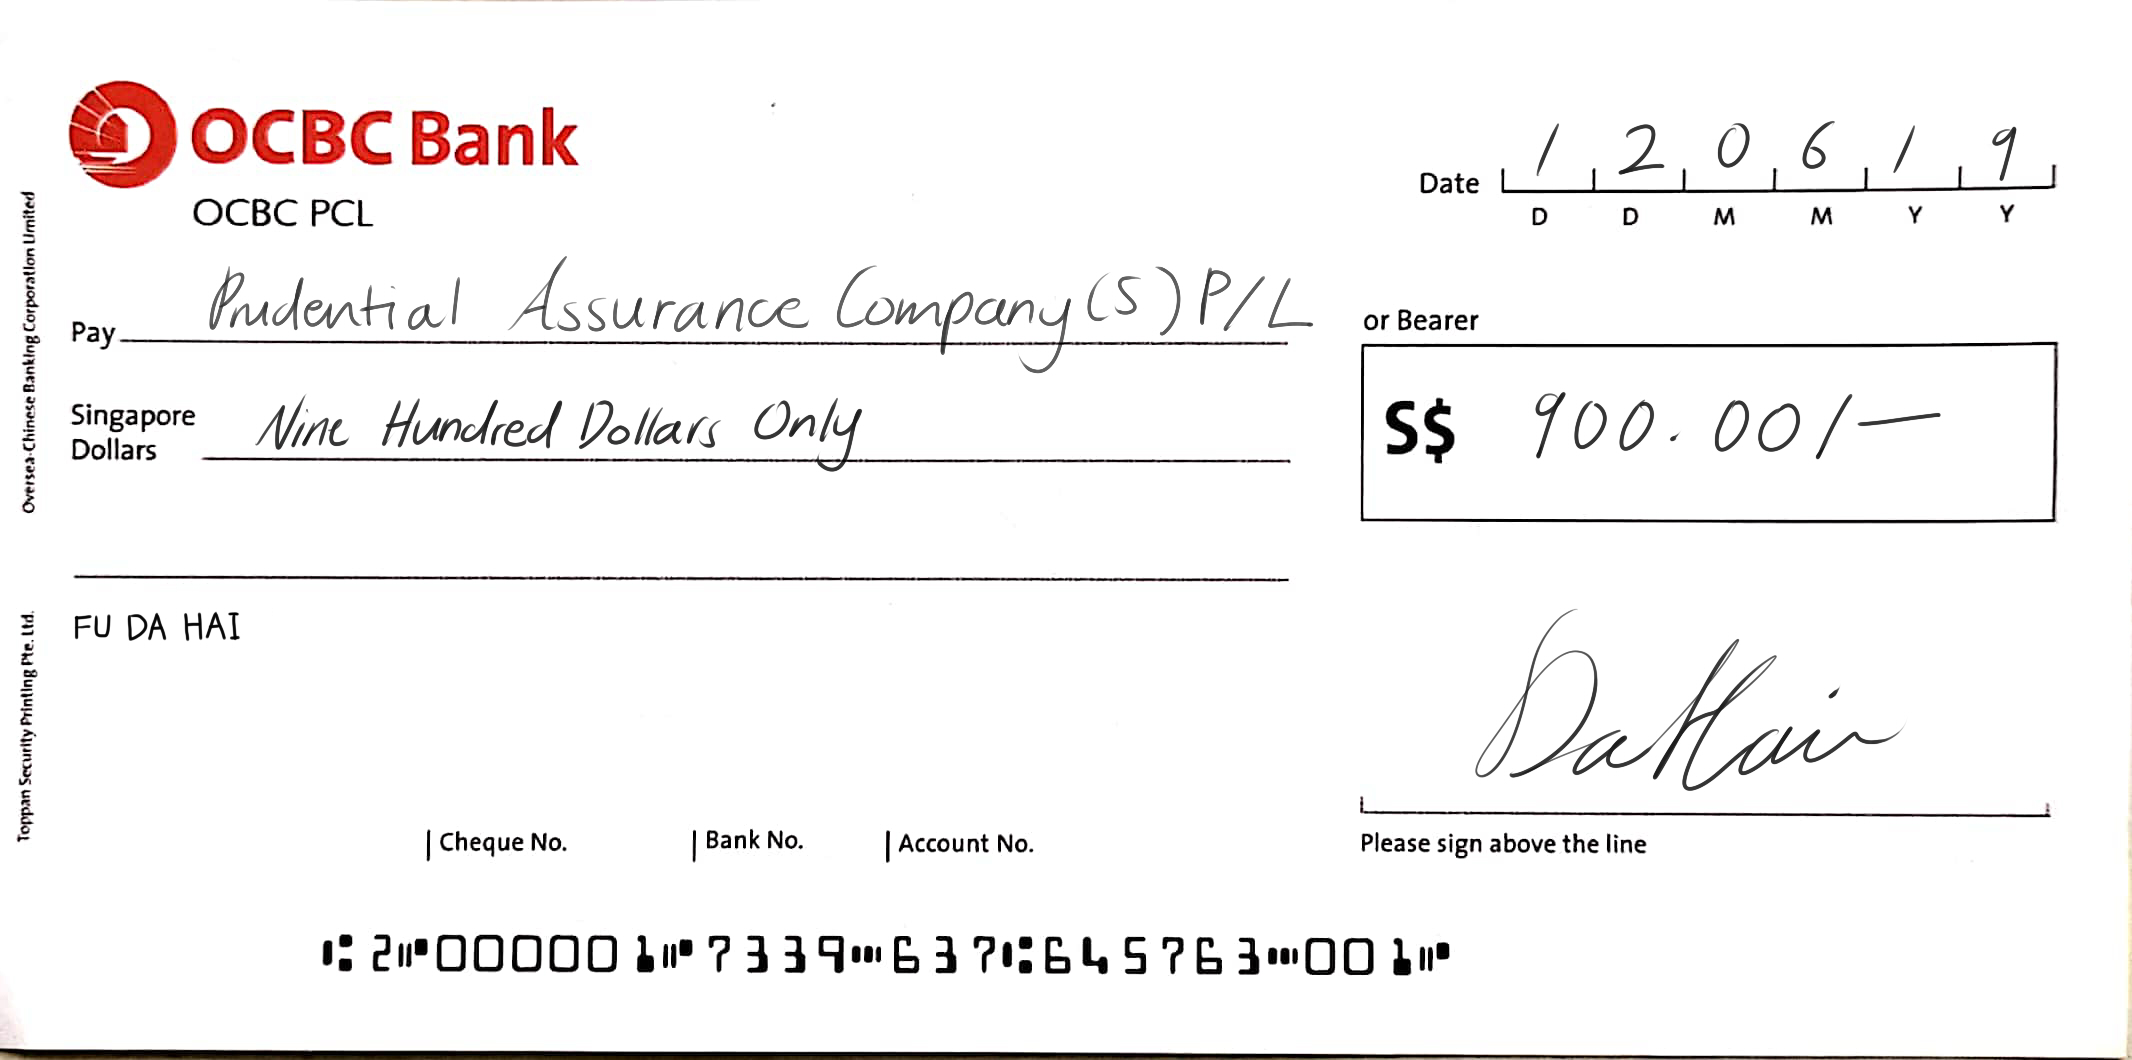 OCBC Bank
OCBC PCL
Date 1 2 0 6 1 9
D D M M Y Y
Pay Prudential Assurance Company (S) P/L or Bearer
Singapore Dollars Nine Hundred Dollars Only
S$ 900.00/-
FU DA HAI
Da Hai
Cheque No. Bank No. Account No.
Please sign above the line
⑆2⑈000001⑈7339⑉637⑆645763⑉001⑈
Oversea-Chinese Banking Corporation Limited
Toppan Security Printing Pte. Ltd.